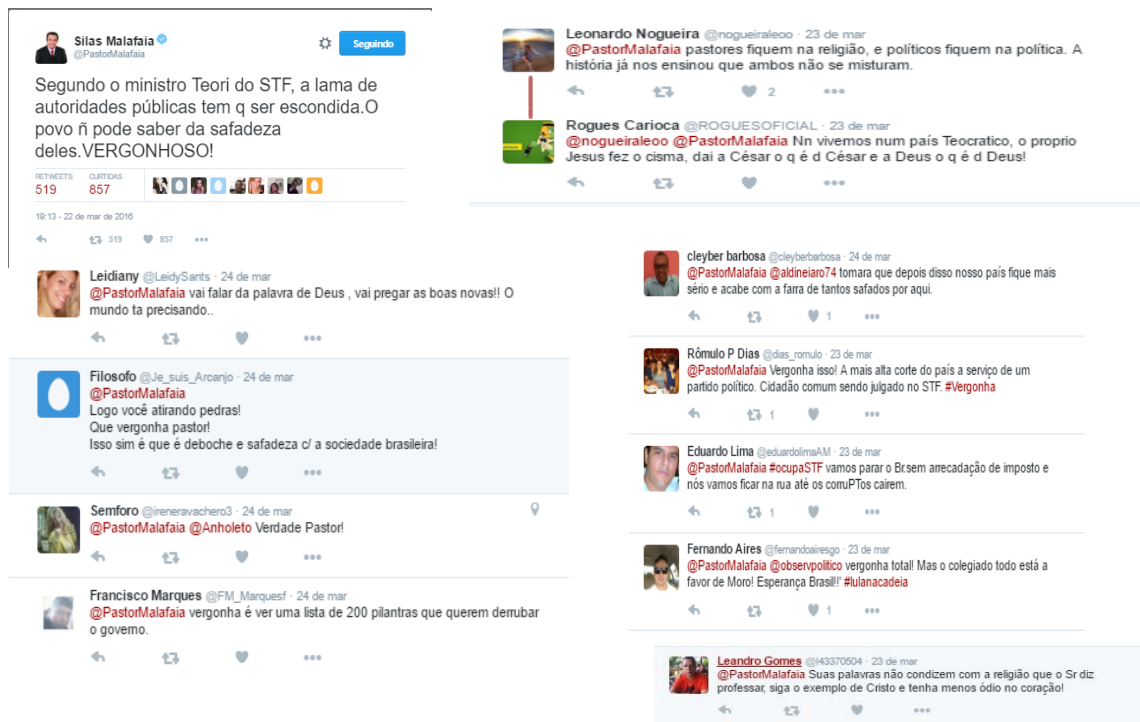 Silas Malafaia
@PastorMalafaia
Seguindo
Segundo o ministro Teori do STF, a lama de
autoridades públicas tem q ser escondida.O
povo ñ pode saber da safadeza
deles.VERGONHOSO!
RETWEETS CURTIDAS
519 857
19:13 - 22 de mar de 2016
519 857
Leidiany @LeidySants · 24 de mar
@PastorMalafaia vai falar da palavra de Deus , vai pregar as boas novas!! O
mundo ta precisando..
Filosofo @Je_suis_Arcanjo · 24 de mar
@PastorMalafaia
Logo você atirando pedras!
Que vergonha pastor!
Isso sim é que é deboche e safadeza c/ a sociedade brasileira!
Semforo @ireneravachero3 · 24 de mar
@PastorMalafaia @Anholeto Verdade Pastor!
Francisco Marques @FM_Marquesf · 24 de mar
@PastorMalafaia vergonha é ver uma lista de 200 pilantras que querem derrubar
o governo.
Leonardo Nogueira @nogueiraleoo · 23 de mar
@PastorMalafaia pastores fiquem na religião, e políticos fiquem na política. A
história já nos ensinou que ambos não se misturam.
2
Rogues Carioca @ROGUESOFICIAL · 23 de mar
@nogueiraleoo @PastorMalafaia Nn vivemos num país Teocratico, o proprio
Jesus fez o cisma, dai a César o q é d César e a Deus o q é d Deus!
cleyber barbosa @cleyberbarbosa · 24 de mar
@PastorMalafaia @aldineiaro74 tomara que depois disso nosso país fique mais
sério e acabe com a farra de tantos safados por aqui.
1
Rômulo P Dias @dias_romulo · 23 de mar
@PastorMalafaia Vergonha isso! A mais alta corte do país a serviço de um
partido político. Cidadão comum sendo julgado no STF. #Vergonha
1
Eduardo Lima @eduardolimaAM · 23 de mar
@PastorMalafaia #ocupaSTF vamos parar o Br.sem arrecadação de imposto e
nós vamos ficar na rua até os corruPTos cairem.
1
Fernando Aires @fernandoairesgo · 23 de mar
@PastorMalafaia @observpolitico vergonha total! Mas o colegiado todo está a
favor de Moro! Esperança Brasil!!' #lulanacadeia
1
Leandro Gomes @l43370504 · 23 de mar
@PastorMalafaia Suas palavras não condizem com a religião que o Sr diz
professar, siga o exemplo de Cristo e tenha menos ódio no coração!